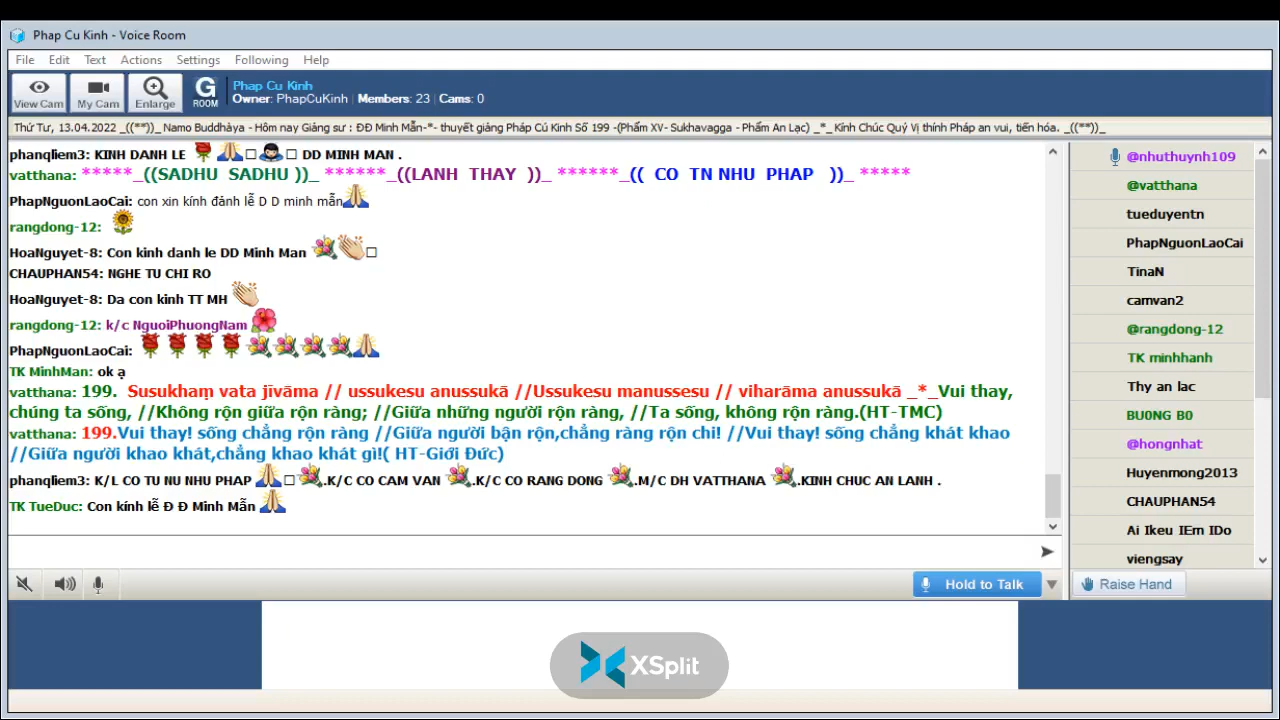 Phap Cu Kinh - Voice Room
File Edit Text Actions Settings Following Help
View Cam My Cam Enlarge G ROOM
Phap Cu Kinh
Owner: PhapCuKinh | Members: 23 | Cams: 0
Thứ Tư, 13.04.2022 _((**))_ Namo Buddhàya - Hôm nay Giảng sư : ĐĐ Minh Mẫn-*- thuyết giảng Pháp Cú Kinh Số 199 -(Phẩm XV- Sukhavagga - Phẩm An Lạc) _*_ Kính Chúc Quý Vị thính Pháp an vui, tiến hóa. _((**))_
phanqliem3: KINH DANH LE 🌹🙏□ □ DD MINH MAN .
vatthana: *****_((SADHU SADHU ))_ ******_((LANH THAY ))_ ******_(( CO TN NHU PHAP ))_ *****
PhapNguonLaoCai: con xin kính đảnh lễ D D minh mẫn🙏
rangdong-12: 🌻
HoaNguyet-8: Con kinh danh le DD Minh Man 💐👏□
CHAUPHAN54: NGHE TU CHI RO
HoaNguyet-8: Da con kinh TT MH 👏
rangdong-12: k/c NguoiPhuongNam 🌺
PhapNguonLaoCai: 🌹🌹🌹🌹💐💐💐💐🙏
TK MinhMan: ok ạ
vatthana: 199. Susukhaṃ vata jīvāma // ussukesu anussukā //Ussukesu manussesu // viharāma anussukā _*_Vui thay,
chúng ta sống, //Không rộn giữa rộn ràng; //Giữa những người rộn ràng, //Ta sống, không rộn ràng.(HT-TMC)
vatthana: 199.Vui thay! sống chẳng rộn ràng //Giữa người bận rộn,chẳng ràng rộn chi! //Vui thay! sống chẳng khát khao
//Giữa người khao khát,chẳng khao khát gì!( HT-Giới Đức)
phanqliem3: K/L CO TU NU NHU PHAP 🙏□💐.K/C CO CAM VAN 💐.K/C CO RANG DONG 💐.M/C DH VATTHANA 💐.KINH CHUC AN LANH .
TK TueDuc: Con kính lễ Đ Đ Minh Mẫn 🙏
@nhuthuynh109
@vatthana
tueduyentn
PhapNguonLaoCai
TinaN
camvan2
@rangdong-12
TK minhhanh
Thy an lac
BU0NG B0
@hongnhat
Huyenmong2013
CHAUPHAN54
Ai Ikeu IEm IDo
viengsay
Hold to Talk
Raise Hand
XSplit